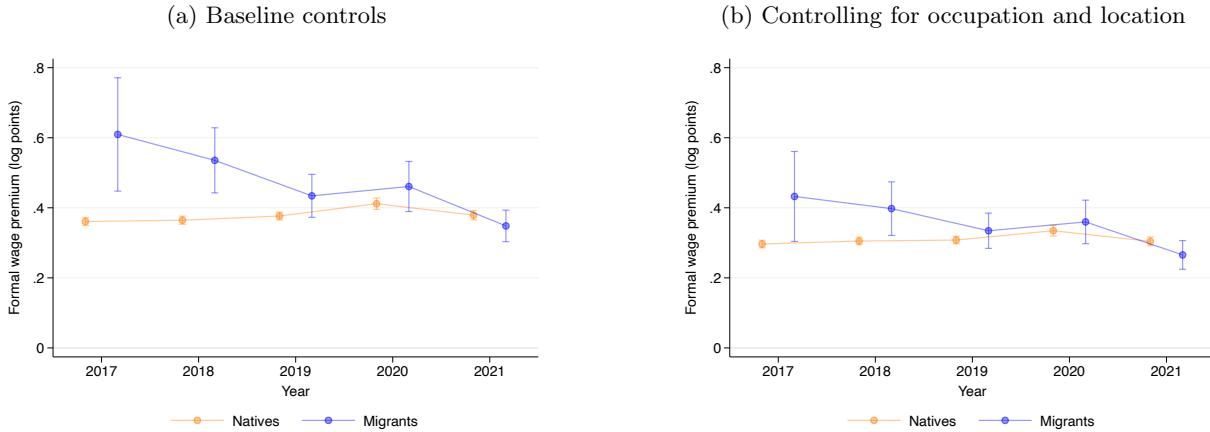 (a) Baseline controls
Formal wage premium (log points)
.8
.6
.4
.2
0
2017 2018 2019 2020 2021
Year
Natives Migrants
(b) Controlling for occupation and location
Formal wage premium (log points)
.8
.6
.4
.2
0
2017 2018 2019 2020 2021
Year
Natives Migrants